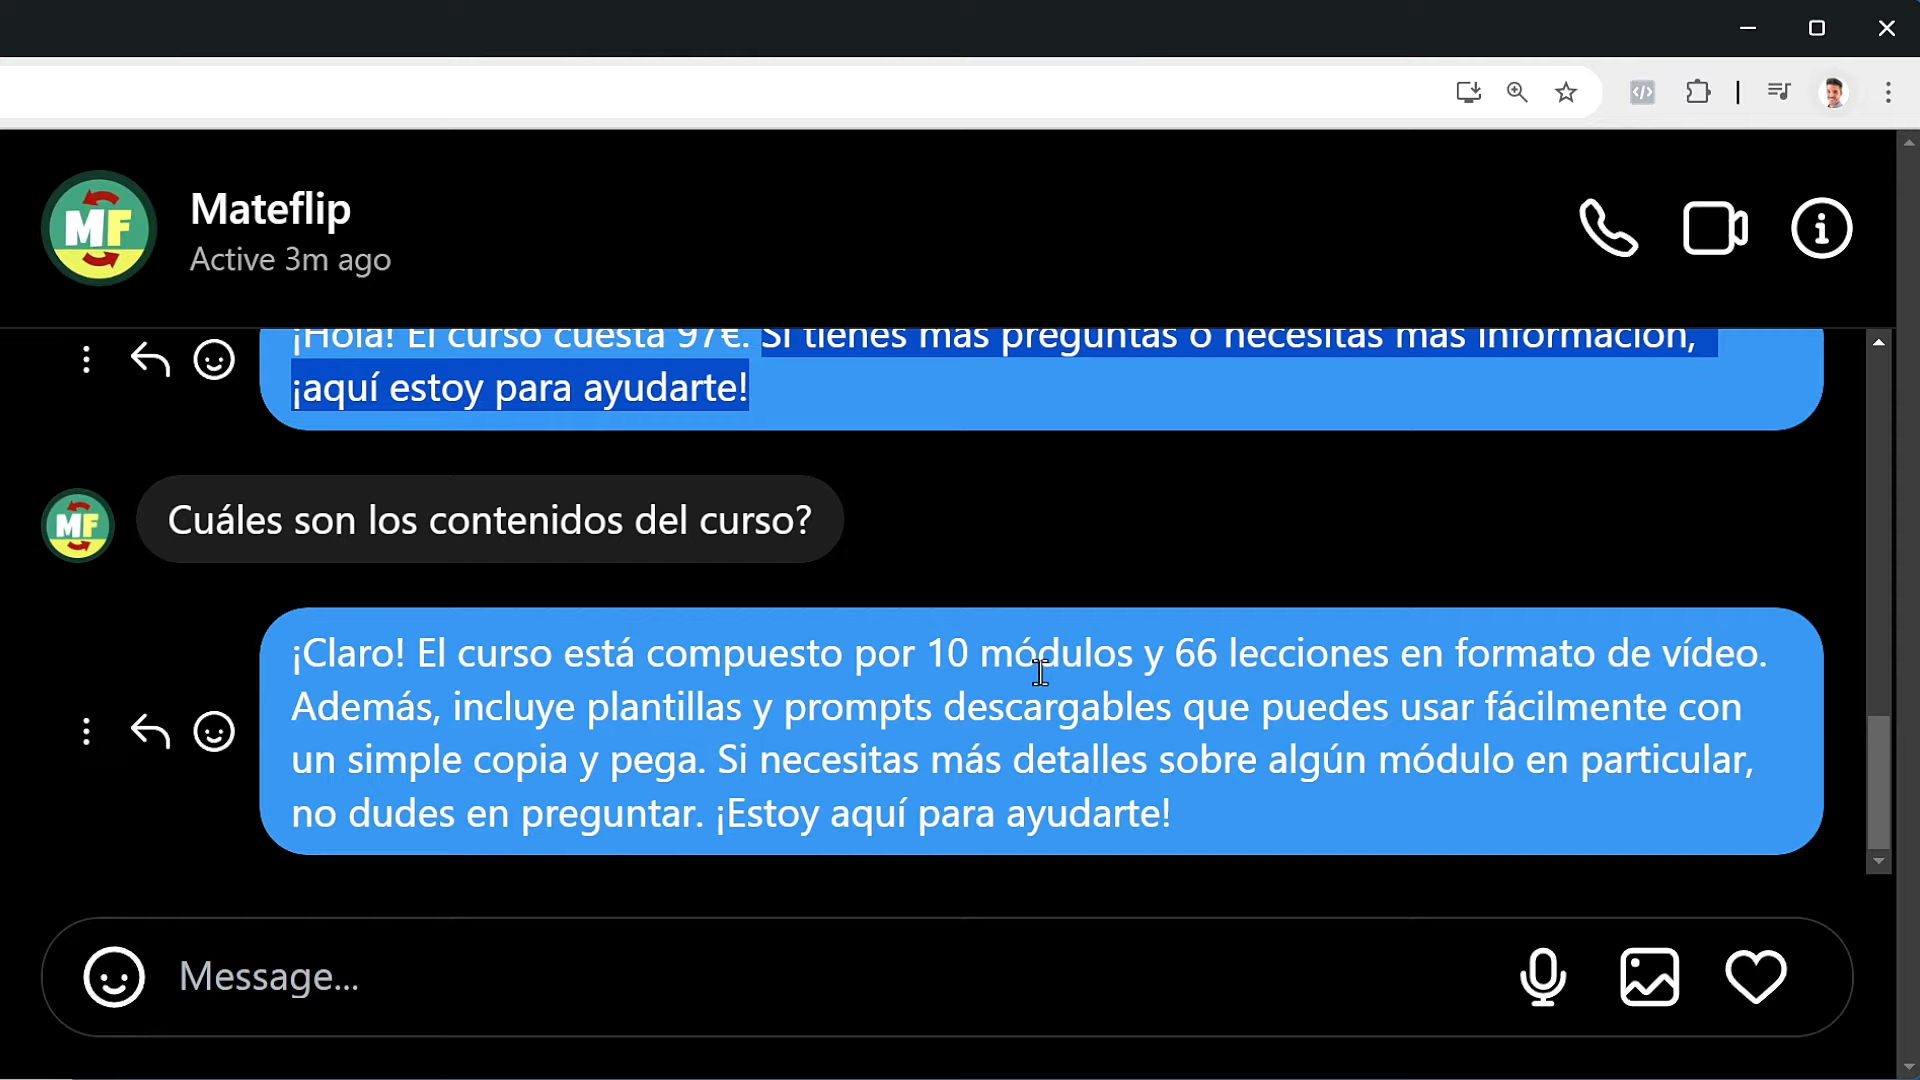 Mateflip
Active 3m ago
¡Hola! El curso cuesta 97€. Si tienes más preguntas o necesitas más información,
¡aquí estoy para ayudarte!
MF
Cuáles son los contenidos del curso?
¡Claro! El curso está compuesto por 10 módulos y 66 lecciones en formato de vídeo.
Además, incluye plantillas y prompts descargables que puedes usar fácilmente con
un simple copia y pega. Si necesitas más detalles sobre algún módulo en particular,
no dudes en preguntar. ¡Estoy aquí para ayudarte!
Message...